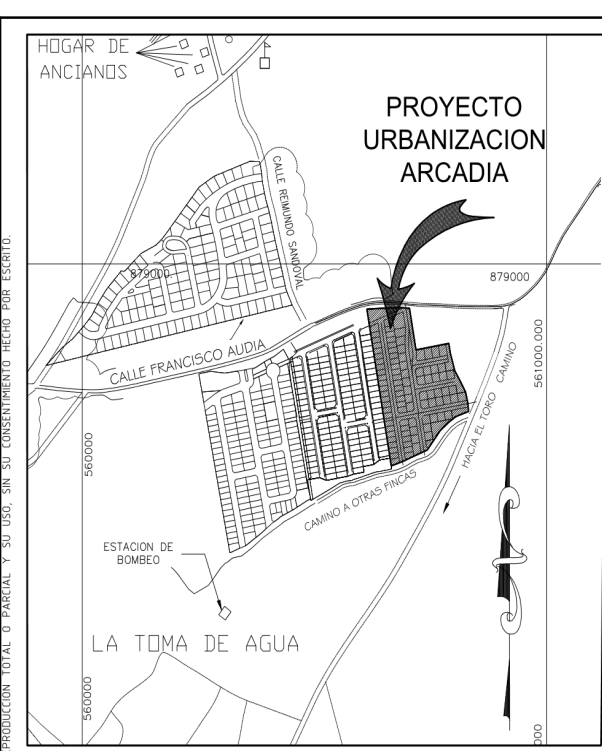 HOGAR DE
ANCIANOS
PROYECTO
URBANIZACION
ARCADIA
CALLE REIMUNDO SANDOVAL
879000.
879000
CALLE FRANCISCO AUDIA
561000.000
HACIA EL TORO CAMINO
560000
CAMINO A OTRAS FINCAS
ESTACION DE
BOMBEO
LA TOMA DE AGUA
560000
000
REPRODUCCION TOTAL O PARCIAL Y SU USO, SIN SU CONSENTIMIENTO HECHO POR ESCRITO.